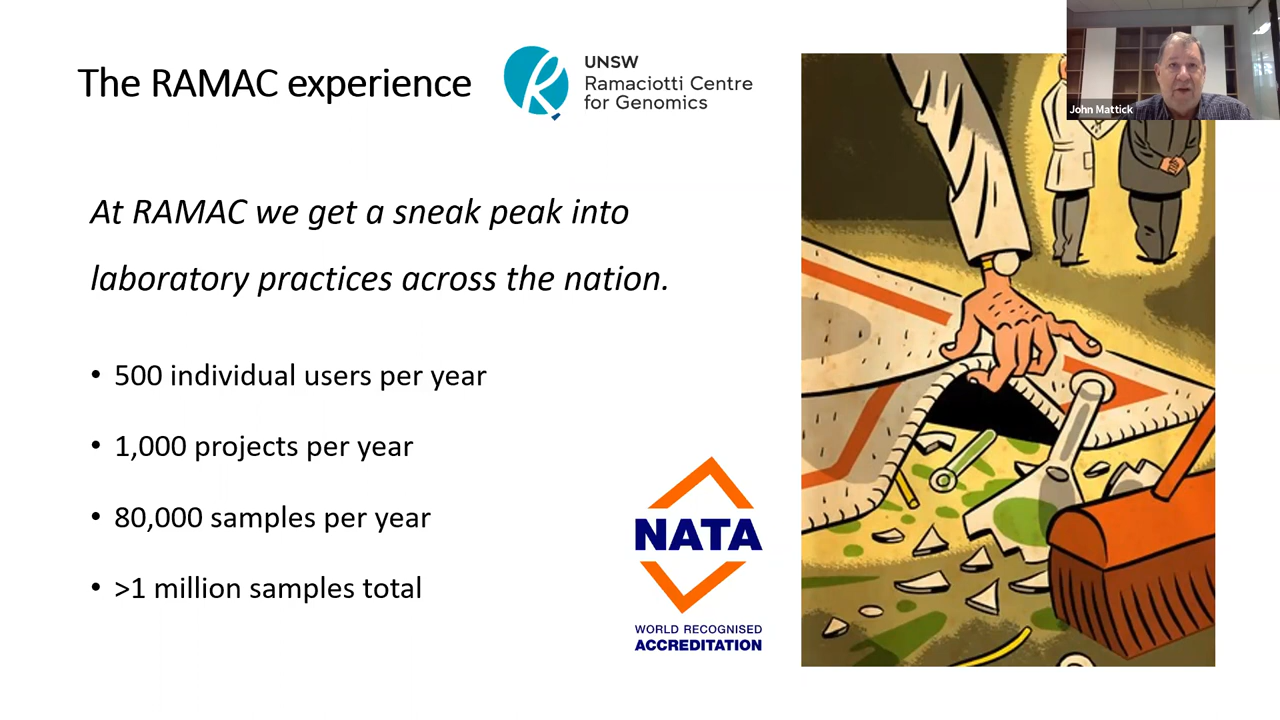 The RAMAC experience
UNSW
Ramaciotti Centre
for Genomics
John Mattick
At RAMAC we get a sneak peak into
laboratory practices across the nation.
• 500 individual users per year
• 1,000 projects per year
• 80,000 samples per year
• >1 million samples total
NATA
WORLD RECOGNISED
ACCREDITATION